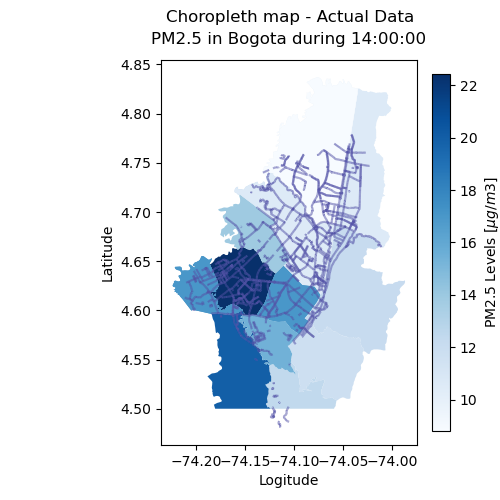 Choropleth map - Actual Data
PM2.5 in Bogota during 14:00:00
4.85
4.80
4.75
4.70
4.65
4.60
4.55
4.50
Latitude
−74.20 −74.15 −74.10 −74.05 −74.00
Logitude
22
20
18
16
14
12
10
PM2.5 Levels [μg/m3]